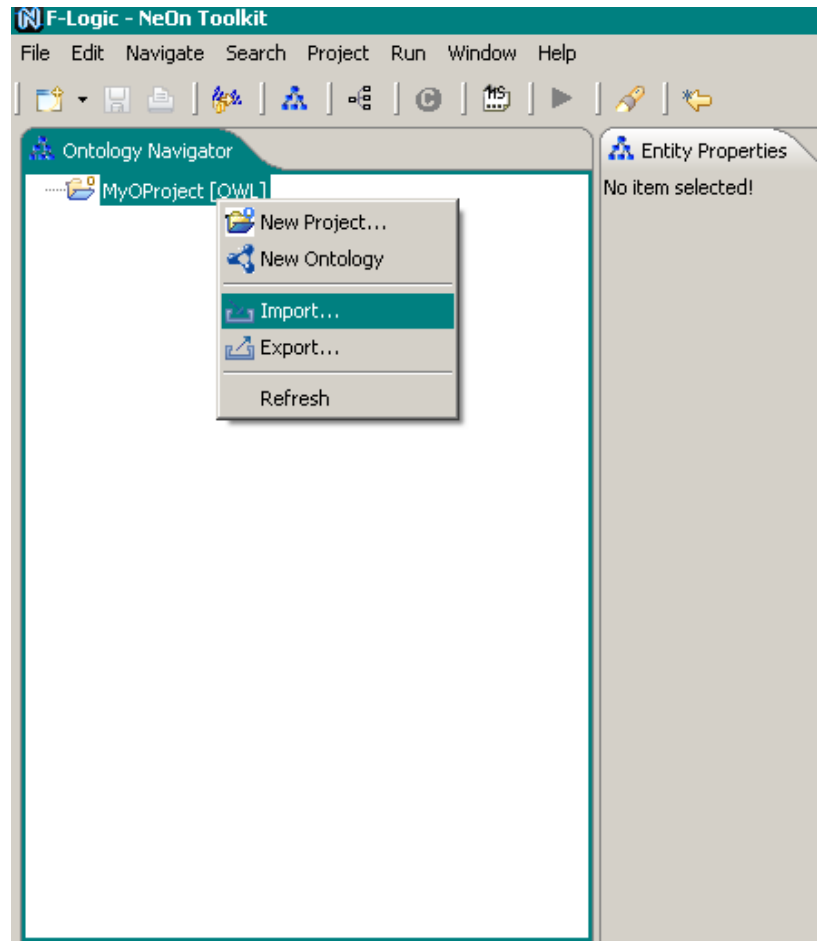 F-Logic - NeOn Toolkit
File Edit Navigate Search Project Run Window Help
Ontology Navigator
Entity Properties
MyOProject [OWL]
No item selected!
New Project...
New Ontology
Import...
Export...
Refresh